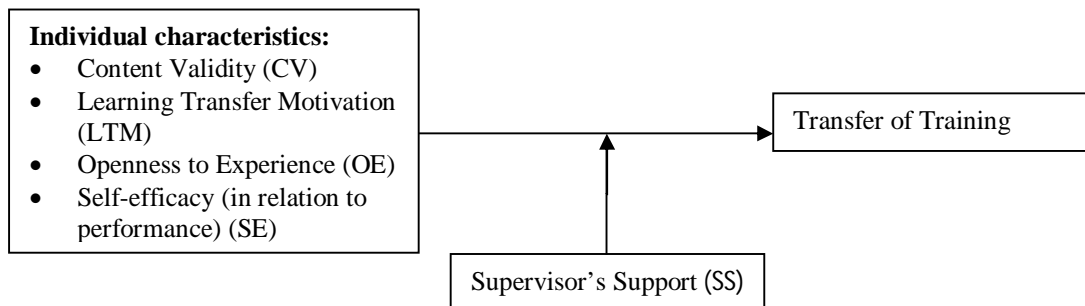 Individual characteristics:
• Content Validity (CV)
• Learning Transfer Motivation
(LTM)
• Openness to Experience (OE)
• Self-efficacy (in relation to
performance) (SE)
Transfer of Training
Supervisor’s Support (SS)